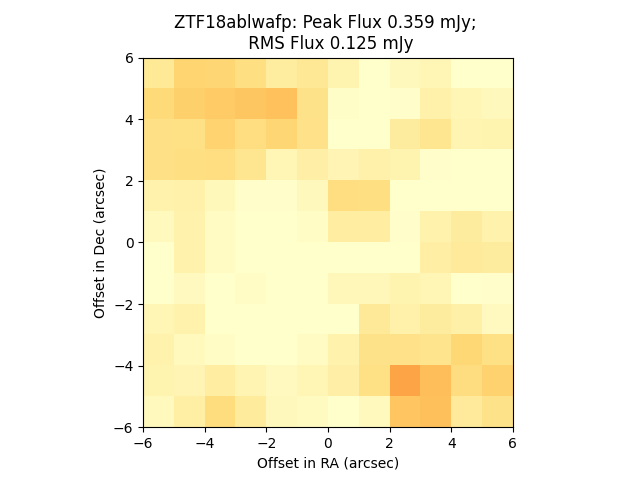 ZTF18ablwafp: Peak Flux 0.359 mJy;
RMS Flux 0.125 mJy
6
4
2
0
−2
−4
−6
Offset in Dec (arcsec)
−6 −4 −2 0 2 4 6
Offset in RA (arcsec)